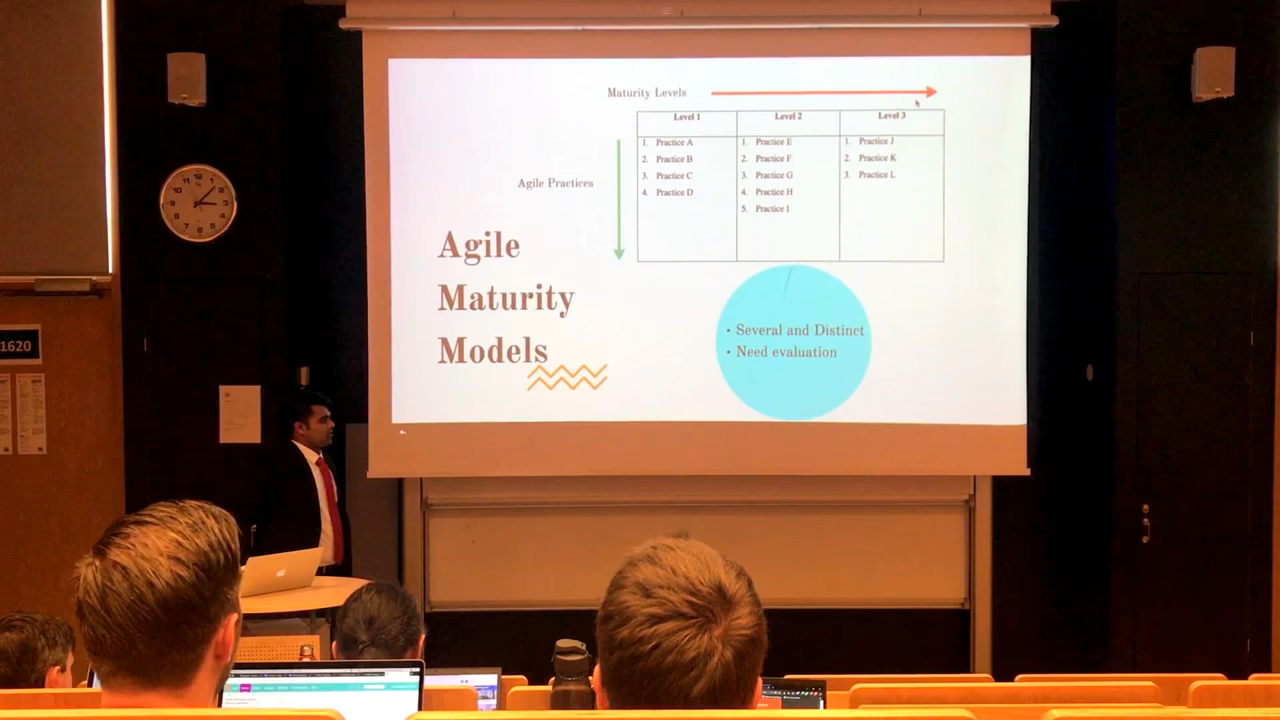 Maturity Levels
Level 1
Level 2
Level 3
1. Practice A
2. Practice B
3. Practice C
4. Practice D
1. Practice E
2. Practice F
3. Practice G
4. Practice H
5. Practice I
1. Practice J
2. Practice K
3. Practice L
Agile Practices
Agile
Maturity
Models
• Several and Distinct
• Need evaluation
1620